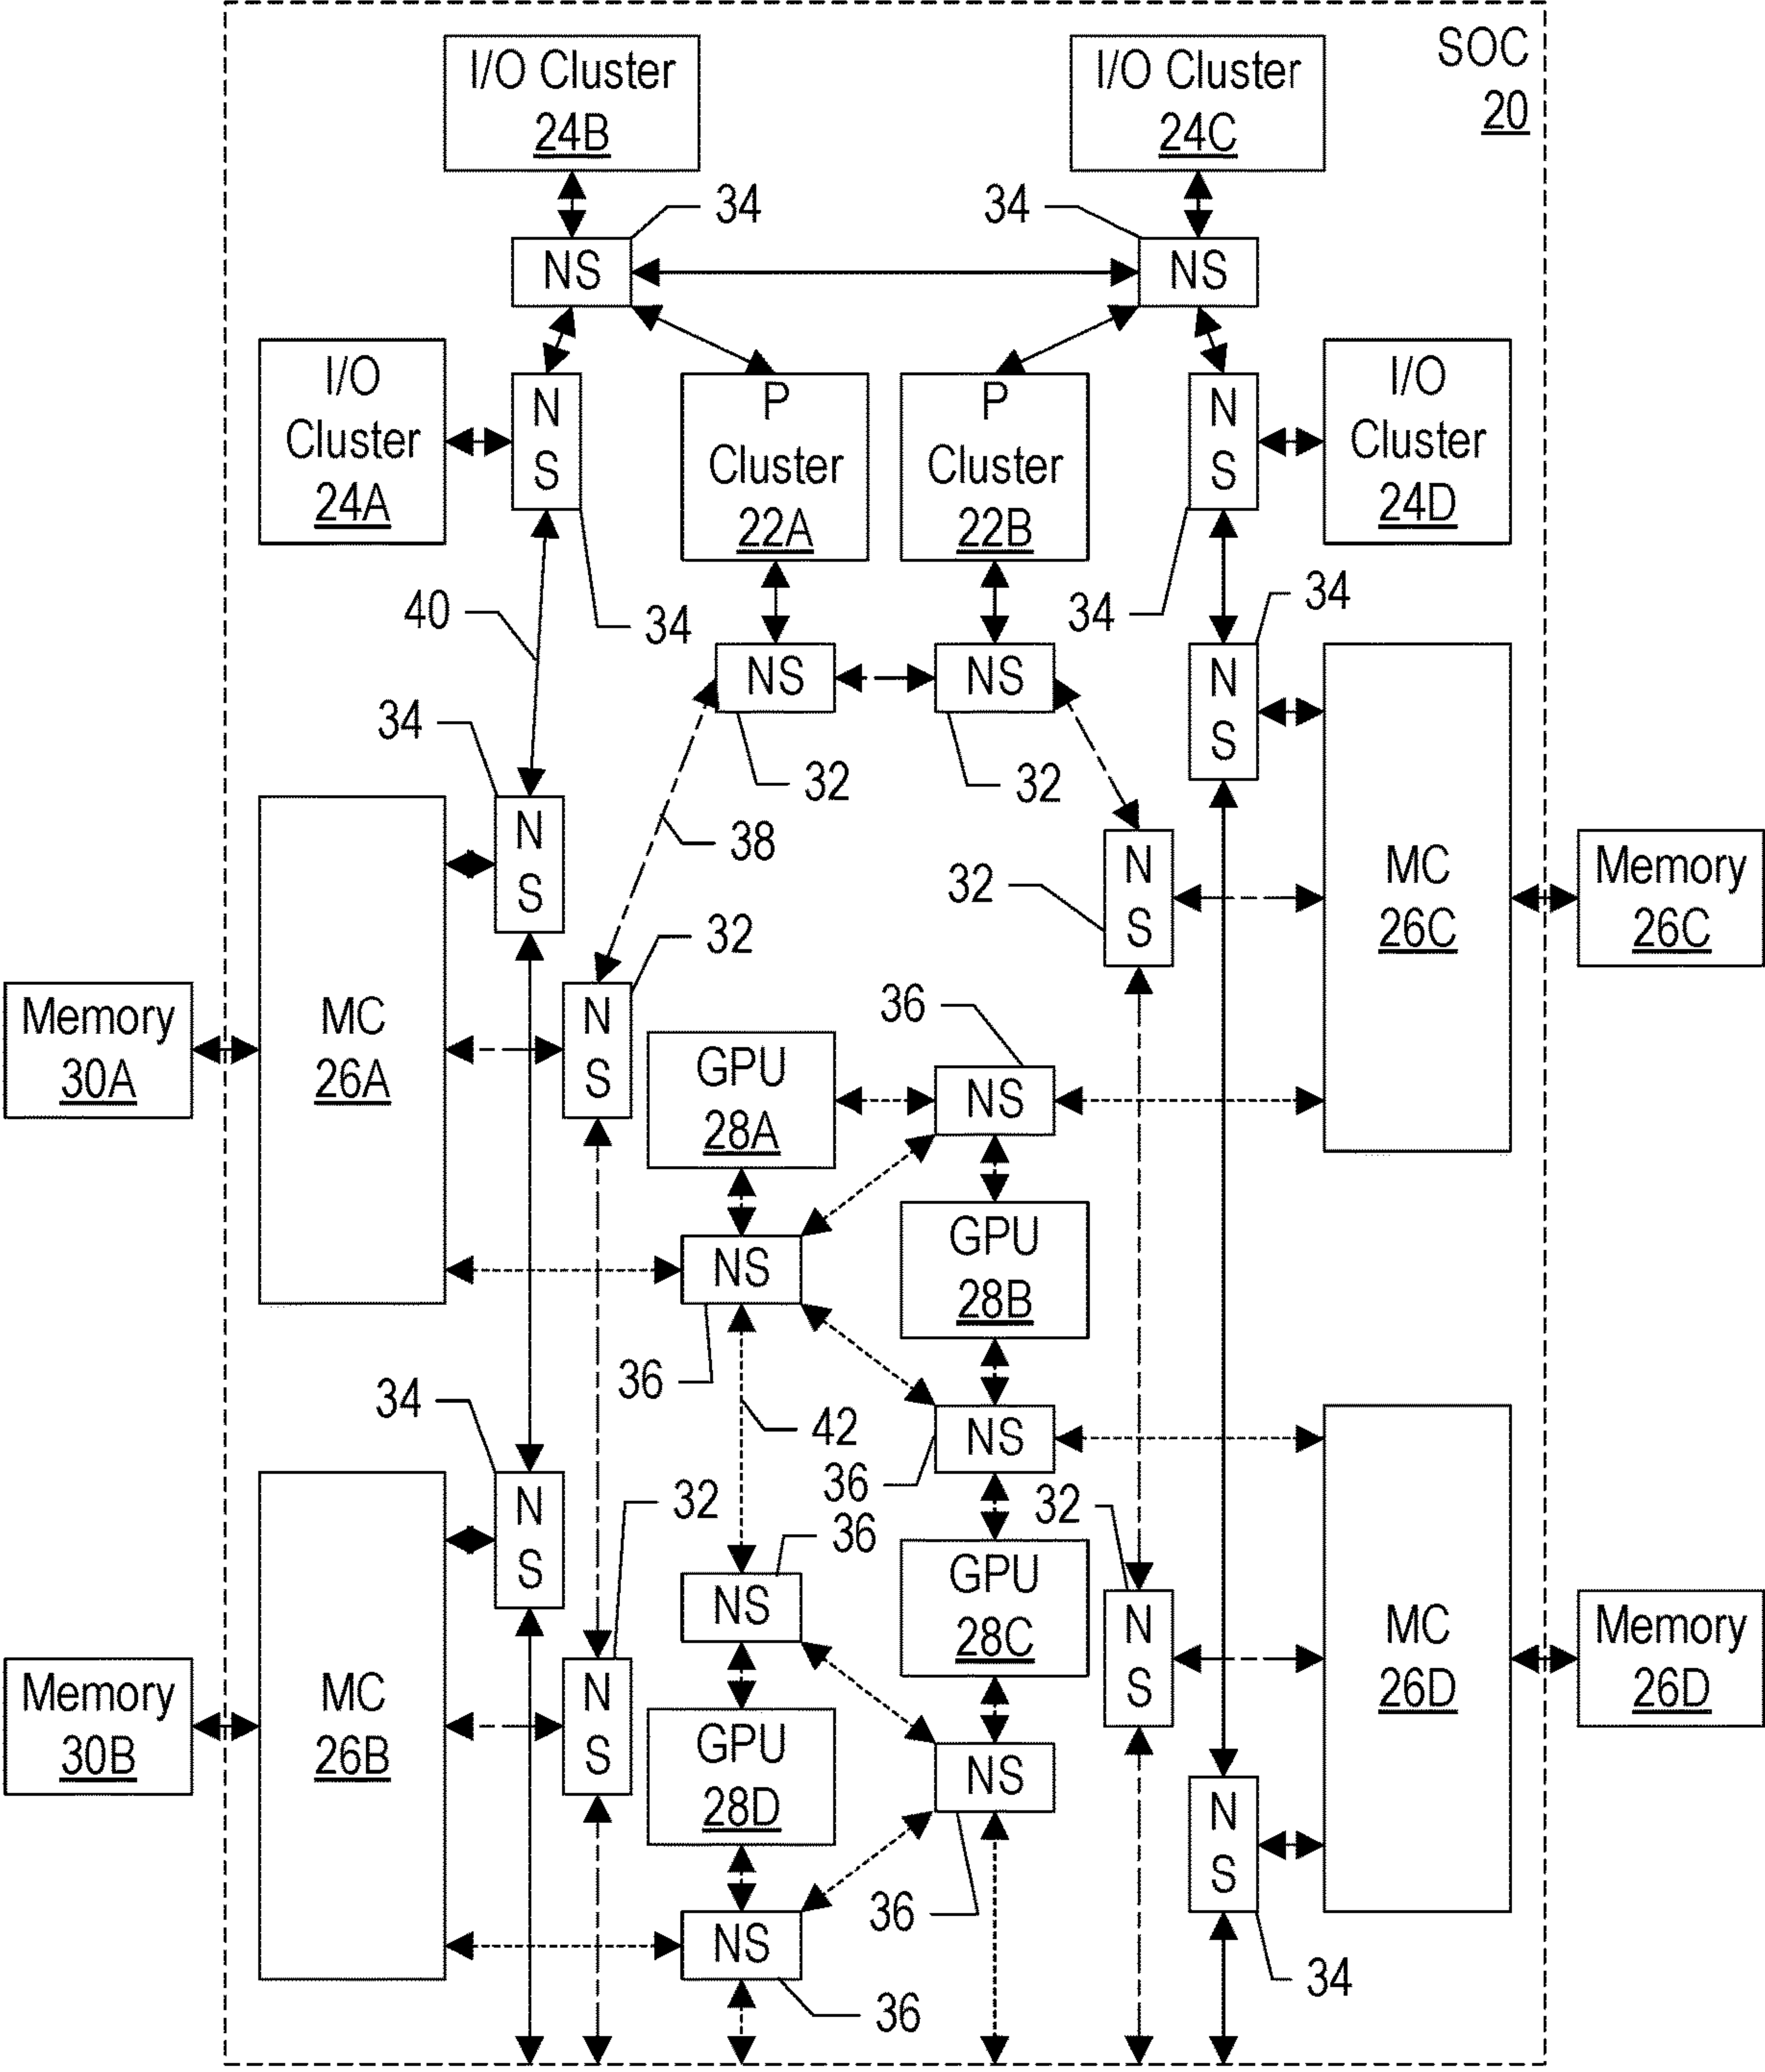 SOC
20
I/O Cluster
24B
I/O Cluster
24C
34
34
NS
NS
I/O
Cluster
24A
N
S
P
Cluster
22A
P
Cluster
22B
N
S
I/O
Cluster
24D
40
34
34
34
NS
NS
N
S
34
32
32
38
N
S
32
N
S
MC
26C
Memory
26C
32
Memory
30A
MC
26A
N
S
36
GPU
28A
NS
NS
GPU
28B
36
34
42
NS
36
N
S
32
36
32
NS
GPU
28C
N
S
MC
26D
Memory
26D
Memory
30B
MC
26B
N
S
GPU
28D
NS
N
S
36
NS
34
36